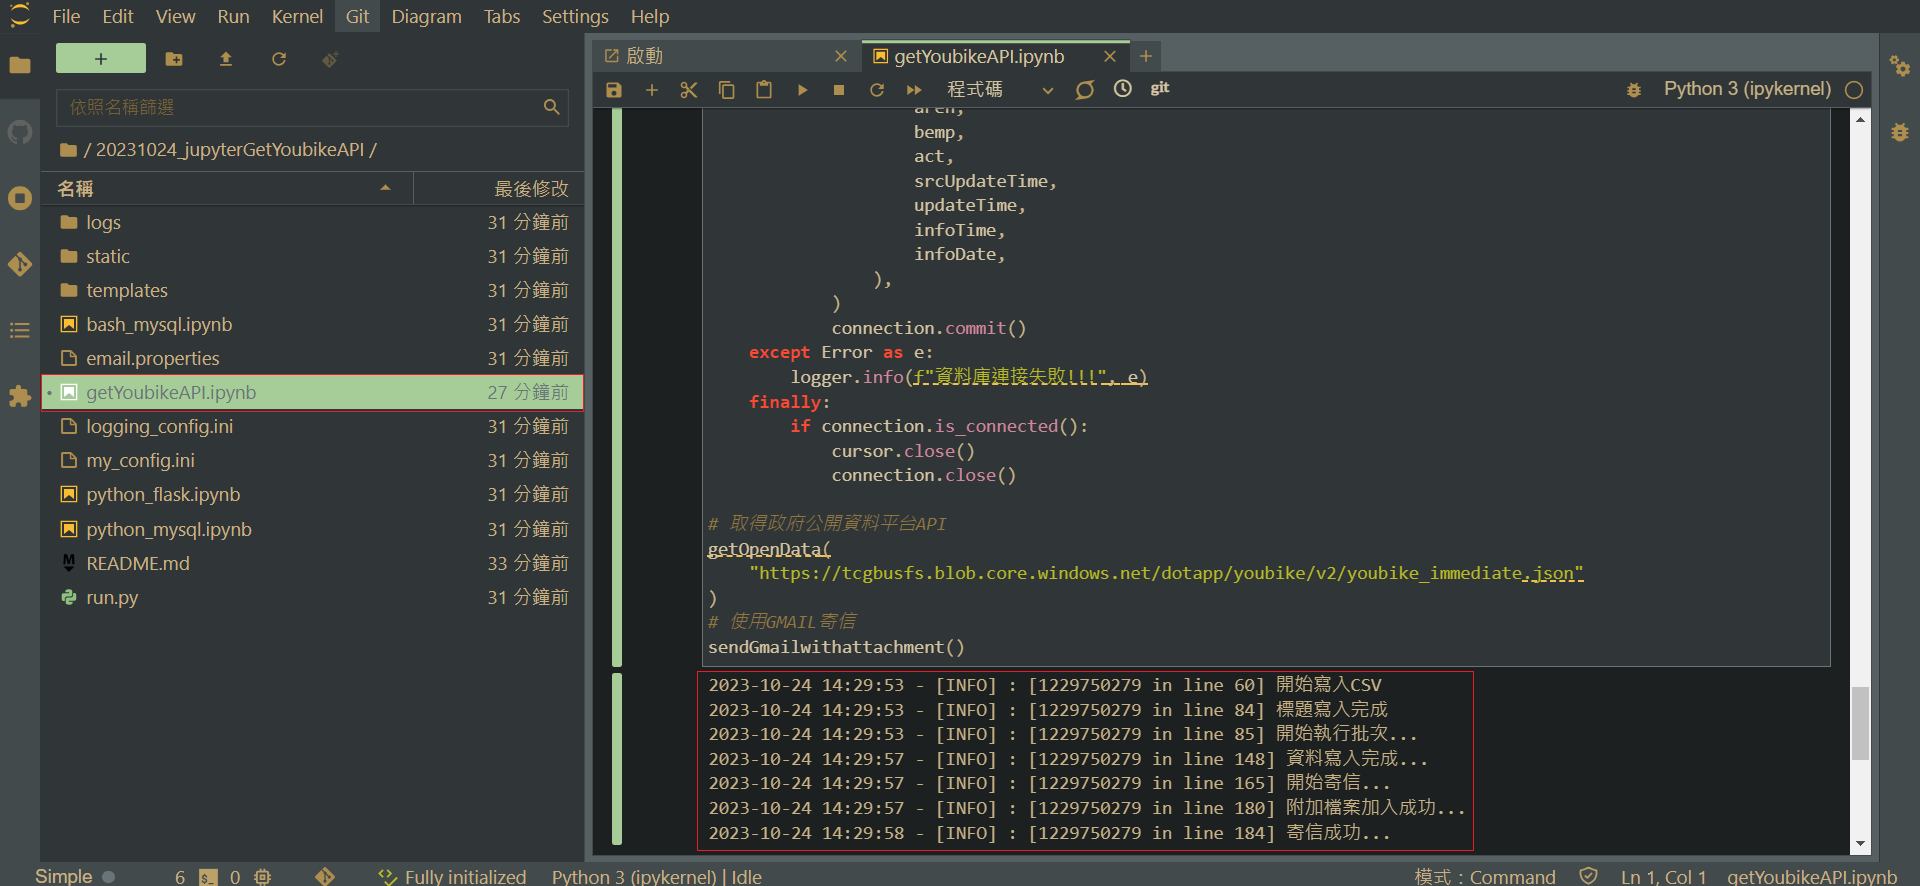 File Edit View Run Kernel Git Diagram Tabs Settings Help
+
依照名稱篩選
/ 20231024_jupyterGetYoubikeAPI /
名稱 最後修改
logs 31 分鐘前
static 31 分鐘前
templates 31 分鐘前
bash_mysql.ipynb 31 分鐘前
email.properties 31 分鐘前
getYoubikeAPI.ipynb 27 分鐘前
logging_config.ini 31 分鐘前
my_config.ini 31 分鐘前
python_flask.ipynb 31 分鐘前
python_mysql.ipynb 31 分鐘前
README.md 33 分鐘前
run.py 31 分鐘前
啟動 getYoubikeAPI.ipynb
程式碼 git Python 3 (ipykernel)
bemp,
act,
srcUpdateTime,
updateTime,
infoTime,
infoDate,
),
)
connection.commit()
except Error as e:
logger.info(f"資料庫連接失敗!!!", e)
finally:
if connection.is_connected():
cursor.close()
connection.close()
# 取得政府公開資料平台API
getOpenData(
"https://tcgbusfs.blob.core.windows.net/dotapp/youbike/v2/youbike_immediate.json"
)
# 使用GMAIL寄信
sendGmailwithattachment()
2023-10-24 14:29:53 - [INFO] : [1229750279 in line 60] 開始寫入CSV
2023-10-24 14:29:53 - [INFO] : [1229750279 in line 84] 標題寫入完成
2023-10-24 14:29:53 - [INFO] : [1229750279 in line 85] 開始執行批次...
2023-10-24 14:29:57 - [INFO] : [1229750279 in line 148] 資料寫入完成...
2023-10-24 14:29:57 - [INFO] : [1229750279 in line 165] 開始寄信...
2023-10-24 14:29:57 - [INFO] : [1229750279 in line 180] 附加檔案加入成功...
2023-10-24 14:29:58 - [INFO] : [1229750279 in line 184] 寄信成功...
Simple 6 0 Fully initialized Python 3 (ipykernel) | Idle 模式：Command Ln 1, Col 1 getYoubikeAPI.ipynb